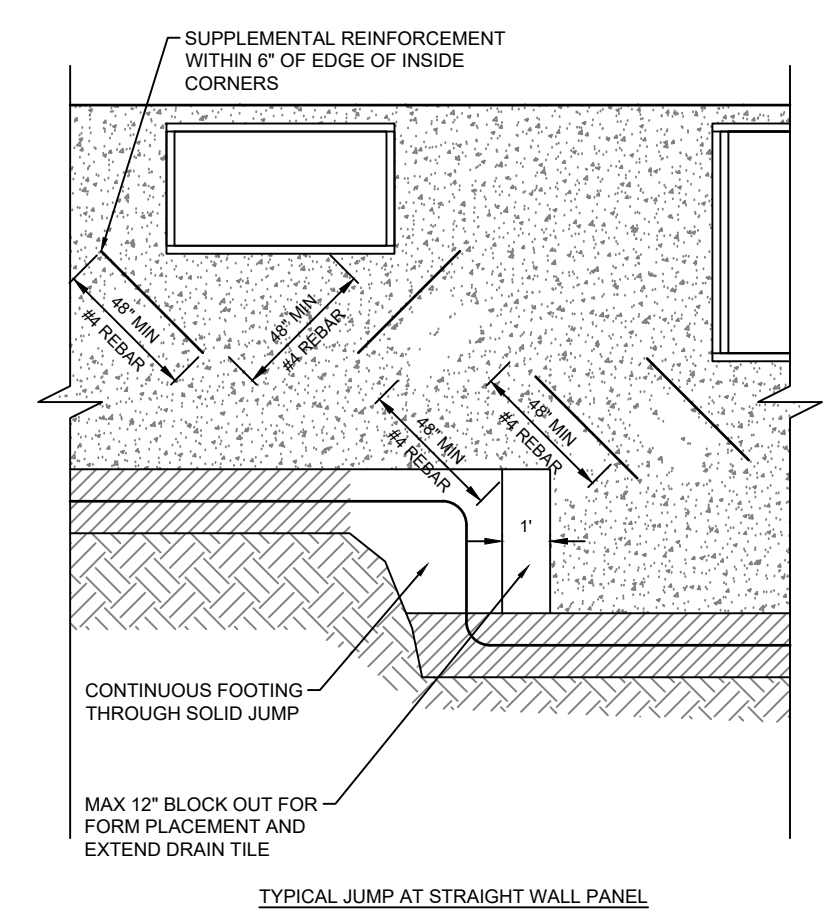 SUPPLEMENTAL REINFORCEMENT
WITHIN 6" OF EDGE OF INSIDE
CORNERS
48" MIN
#4 REBAR
48" MIN
#4 REBAR
48" MIN
#4 REBAR
48" MIN
#4 REBAR
1'
CONTINUOUS FOOTING
THROUGH SOLID JUMP
MAX 12" BLOCK OUT FOR
FORM PLACEMENT AND
EXTEND DRAIN TILE
TYPICAL JUMP AT STRAIGHT WALL PANEL